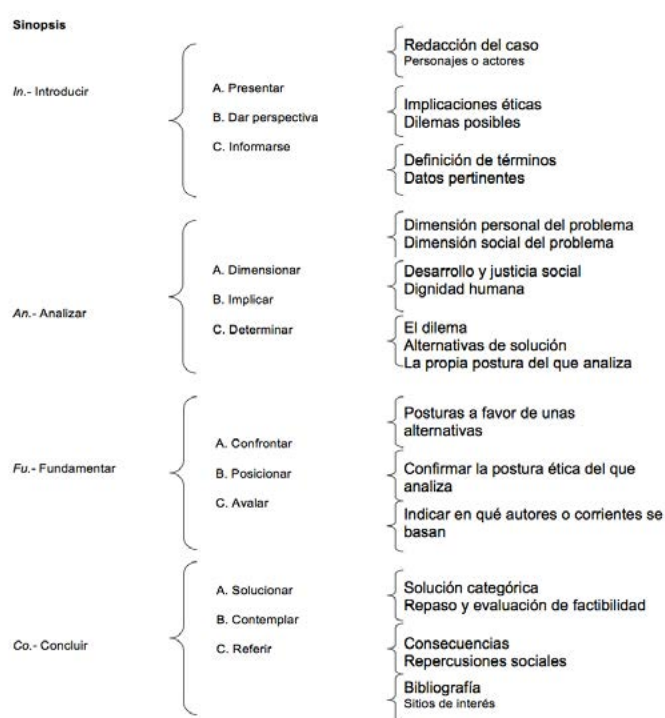 Sinopsis
In.- Introducir
A. Presentar
B. Dar perspectiva
C. Informarse
Redacción del caso
Personajes o actores
Implicaciones éticas
Dilemas posibles
Definición de términos
Datos pertinentes
An.- Analizar
A. Dimensionar
B. Implicar
C. Determinar
Dimensión personal del problema
Dimensión social del problema
Desarrollo y justicia social
Dignidad humana
El dilema
Alternativas de solución
La propia postura del que analiza
Fu.- Fundamentar
A. Confrontar
B. Posicionar
C. Avalar
Posturas a favor de unas
alternativas
Confirmar la postura ética del que
analiza
Indicar en qué autores o corrientes se
basan
Co.- Concluir
A. Solucionar
B. Contemplar
C. Referir
Solución categórica
Repaso y evaluación de factibilidad
Consecuencias
Repercusiones sociales
Bibliografía
Sitios de interés